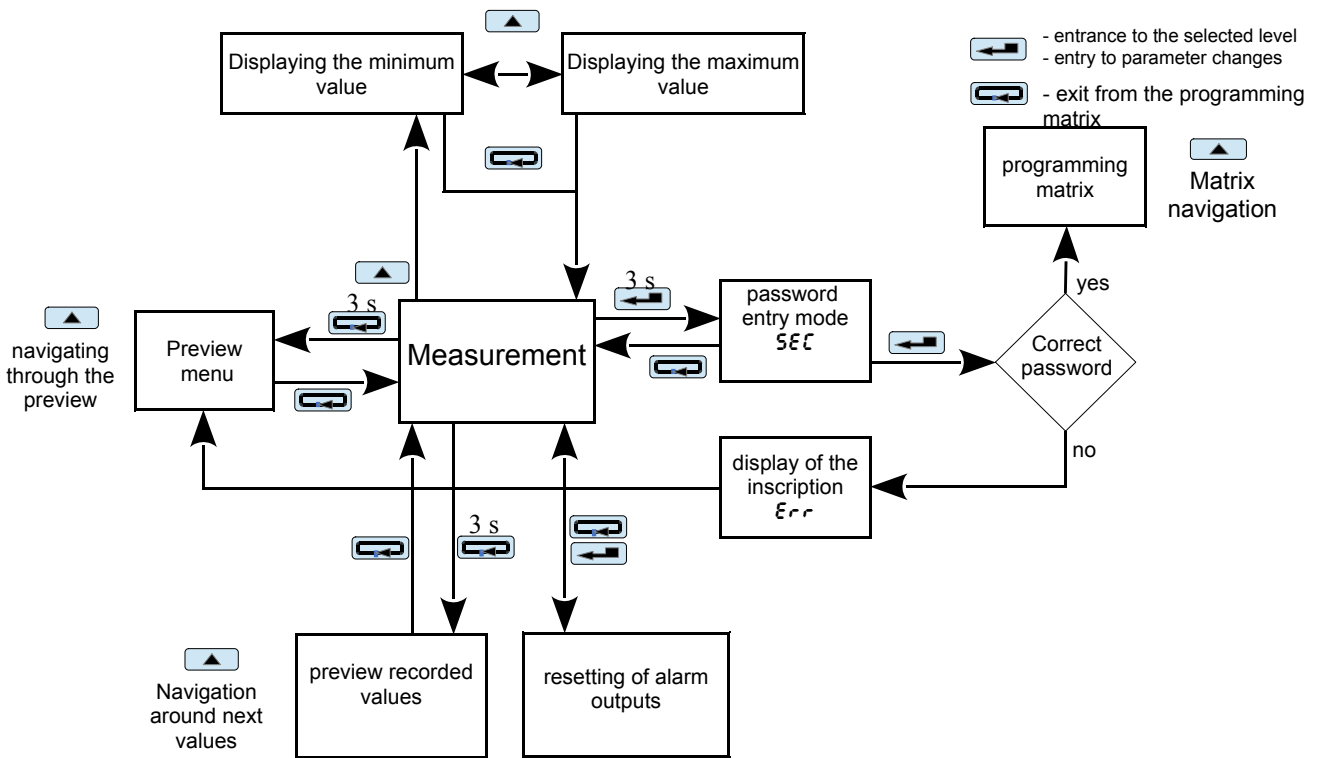 Displaying the minimum
value
Displaying the maximum
value
- entrance to the selected level
- entry to parameter changes
- exit from the programming
matrix
programming
matrix
Matrix
navigation
3 s
3 s
password
entry mode
SEC
yes
navigating
through the
preview
Preview
menu
Measurement
Correct
password
no
display of the
inscription
Err
3 s
preview recorded
values
resetting of alarm
outputs
Navigation
around next
values